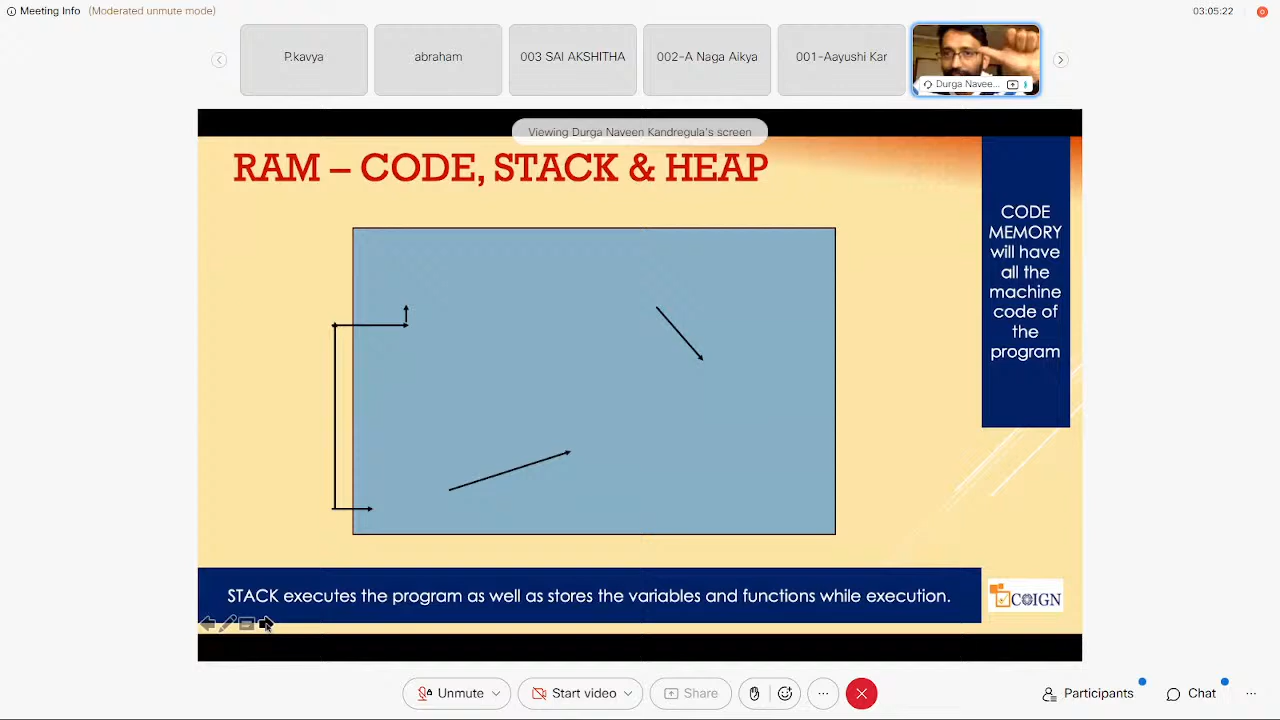 Meeting Info (Moderated unmute mode)
03:05:22
P.kavya
abraham
003 SAI AKSHITHA
002-A Naga Aikya
001-Aayushi Kar
Durga Navee...
Viewing Durga Naveen Kandregula's screen
RAM – CODE, STACK & HEAP
CODE
MEMORY
will have
all the
machine
code of
the
program
STACK executes the program as well as stores the variables and functions while execution.
COIGN
Unmute
Start video
Share
...
Participants
Chat
...